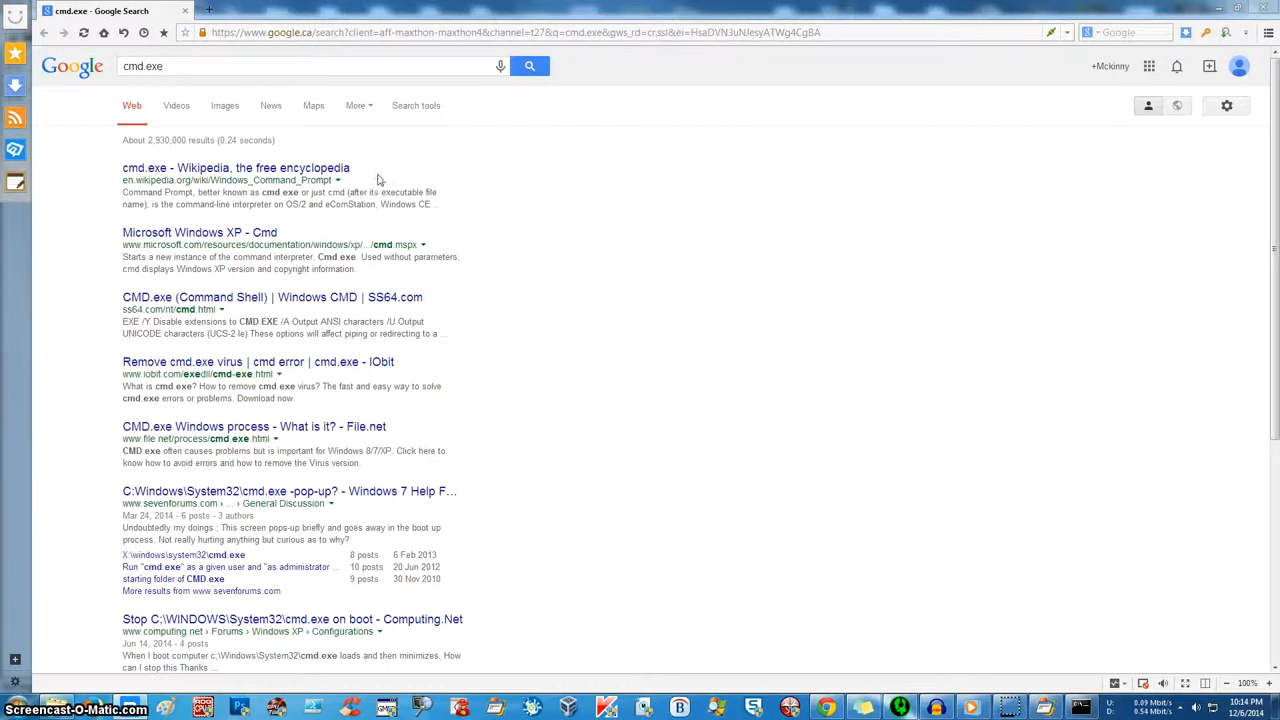 cmd.exe - Google Search
https://www.google.ca/search?client=aff-maxthon-maxthon4&channel=t27&q=cmd.exe&gws_rd=cr,ssl&ei=HsaDVN3uNJesyATWg4CgBA
Google
Google
cmd.exe
+Mckinny
Web Videos Images News Maps More Search tools
About 2,930,000 results (0.24 seconds)
cmd.exe - Wikipedia, the free encyclopedia
en.wikipedia.org/wiki/Windows_Command_Prompt
Command Prompt, better known as cmd.exe or just cmd (after its executable file
name), is the command-line interpreter on OS/2 and eComStation, Windows CE ...
Microsoft Windows XP - Cmd
www.microsoft.com/resources/documentation/windows/xp/.../cmd.mspx
Starts a new instance of the command interpreter, Cmd.exe. Used without parameters,
cmd displays Windows XP version and copyright information.
CMD.exe (Command Shell) | Windows CMD | SS64.com
ss64.com/nt/cmd.html
EXE /Y Disable extensions to CMD.EXE /A Output ANSI characters /U Output
UNICODE characters (UCS-2 le) These options will affect piping or redirecting to a ...
Remove cmd.exe virus | cmd error | cmd.exe - IObit
www.iobit.com/exedll/cmd-exe.html
What is cmd.exe? How to remove cmd exe virus? The fast and easy way to solve
cmd.exe errors or problems. Download now.
CMD.exe Windows process - What is it? - File.net
www.file.net/process/cmd.exe.html
CMD.exe often causes problems but is important for Windows 8/7/XP. Click here to
know how to avoid errors and how to remove the Virus version.
C:Windows\System32\cmd.exe -pop-up? - Windows 7 Help F...
www.sevenforums.com › ... › General Discussion
Mar 24, 2014 - 6 posts - 3 authors
Undoubtedly my doings ; This screen pops-up briefly and goes away in the boot up
process. Not really hurting anything but curious as to why?
X:\windows\system32\cmd.exe 8 posts 6 Feb 2013
Run "cmd.exe" as a given user and "as administrator ... 10 posts 20 Jun 2012
starting folder of CMD.exe 9 posts 30 Nov 2010
More results from www.sevenforums.com
Stop C:\WINDOWS\System32\cmd.exe on boot - Computing.Net
www.computing.net › Forums › Windows XP › Configurations
Jun 14, 2014 - 4 posts
When I boot computer c:\Windows\System32\cmd.exe loads and then minimizes, How
can I stop this Thanks ...
100%
Screencast-O-Matic.com
0.09 Mbit/s
D: 0.54 Mbit/s
10:14 PM
12/6/2014